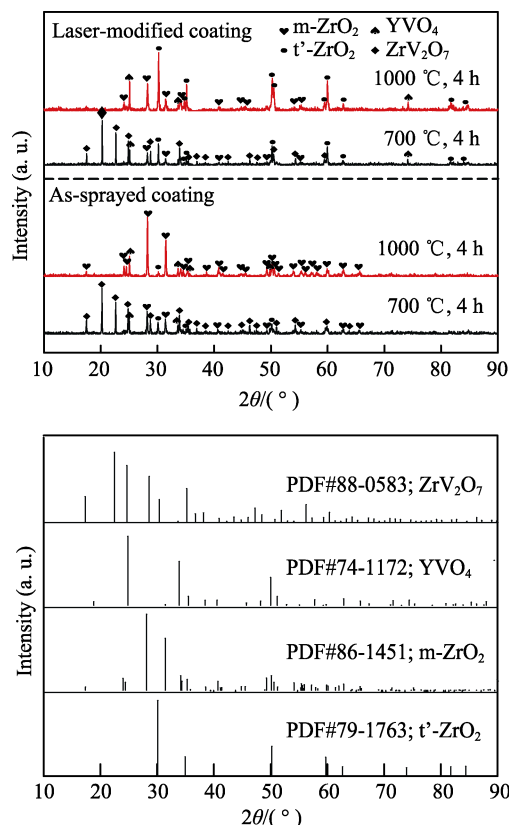 Laser-modified coating
♥ m-ZrO₂ ♠ YVO₄
● t’-ZrO₂ ◆ ZrV₂O₇
1000 ℃, 4 h
700 ℃, 4 h
As-sprayed coating
1000 ℃, 4 h
700 ℃, 4 h
Intensity (a. u.)
10 20 30 40 50 60 70 80 90
2θ/( ° )
PDF#88-0583; ZrV₂O₇
PDF#74-1172; YVO₄
PDF#86-1451; m-ZrO₂
PDF#79-1763; t’-ZrO₂
Intensity (a. u.)
10 20 30 40 50 60 70 80 90
2θ/( ° )